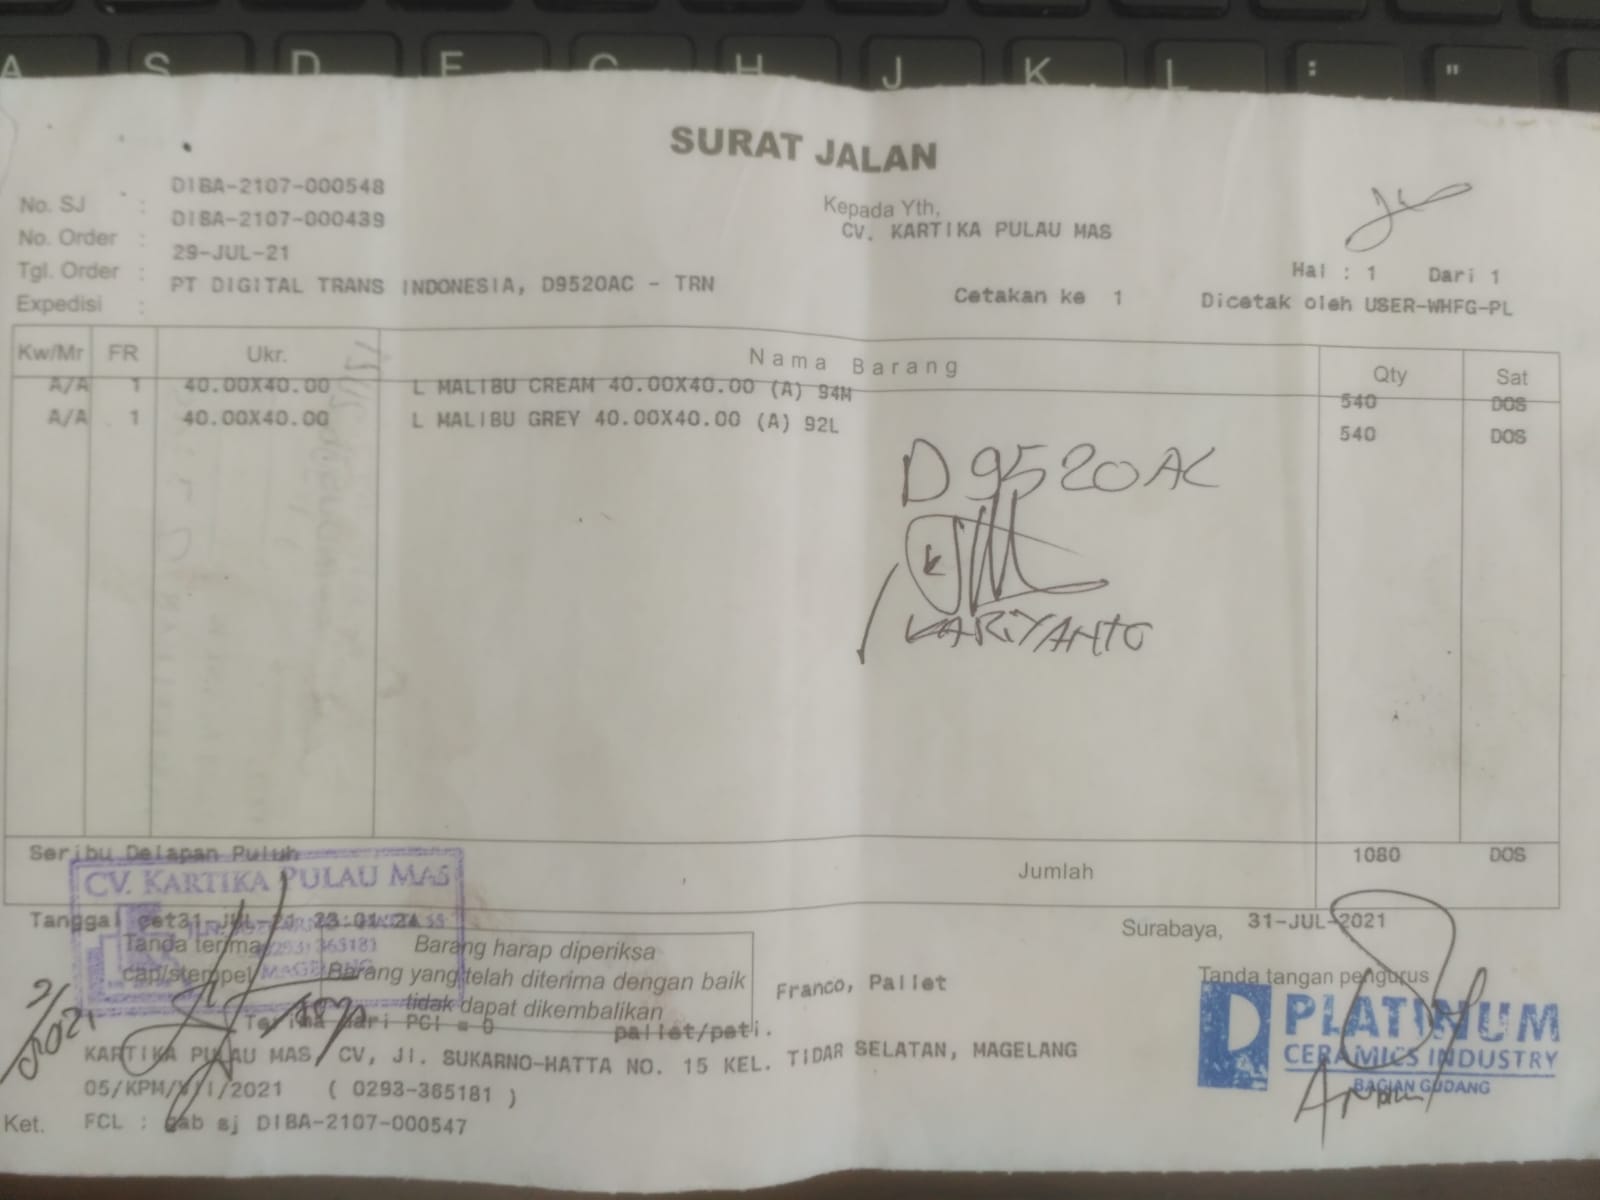 A S D F G H J K L : "
SURAT JALAN
No. SJ : DIBA-2107-000548
No. Order : DIBA-2107-000439
Tgl. Order : 29-JUL-21
Expedisi : PT DIGITAL TRANS INDONESIA, D9520AC - TRN
Kepada Yth,
CV. KARTIKA PULAU MAS
Hal : 1 Dari 1
Cetakan ke 1 Dicetak oleh USER-WHFG-PL
Kw/Mr FR Ukr. Nama Barang Qty Sat
A/A 1 40.00X40.00 L MALIBU CREAM 40.00X40.00 (A) 94M 540 DOS
A/A 1 40.00X40.00 L MALIBU GREY 40.00X40.00 (A) 92L 540 DOS
D9520AC
KARIYANTO
Seribu Delapan Puluh Jumlah 1080 DOS
CV. KARTIKA PULAU MAS
MAGELANG
Tanggal cet31-JUL-21 23:01:24
Surabaya, 31-JUL-2021
Tanda terima
cap/stempel
Barang harap diperiksa
Barang yang telah diterima dengan baik
tidak dapat dikembalikan
Franco, Pallet
Tanda tangan pengurus
Terima dari PCI = 0 pallet/peti.
PLATINUM
CERAMICS INDUSTRY
BAGIAN GUDANG
KARTIKA PULAU MAS, CV, Jl. SUKARNO-HATTA NO. 15 KEL. TIDAR SELATAN, MAGELANG
05/KPM/VII/2021 ( 0293-365181 )
Ket. FCL : gab sj DIBA-2107-000547